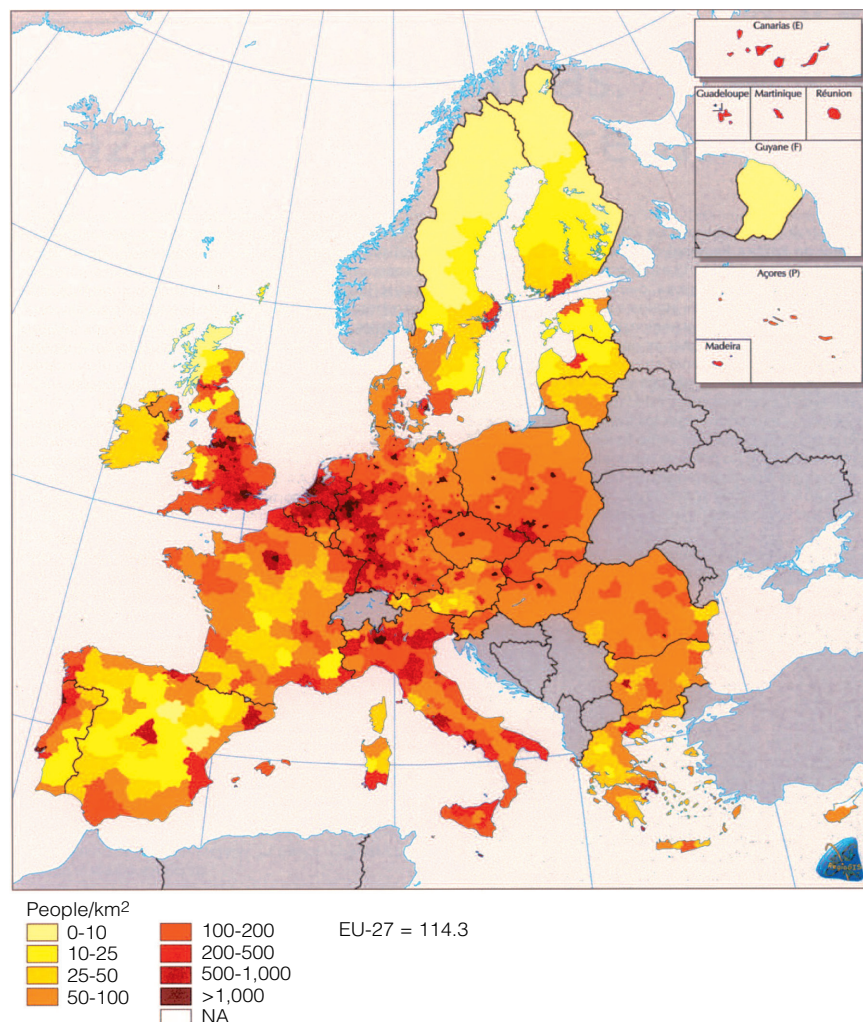 Canarias (E)
Guadeloupe
Martinique
Réunion
Guyane (F)
Açores (P)
Madeira
People/km²
0-10
10-25
25-50
50-100
100-200
200-500
500-1,000
>1,000
NA
EU-27 = 114.3